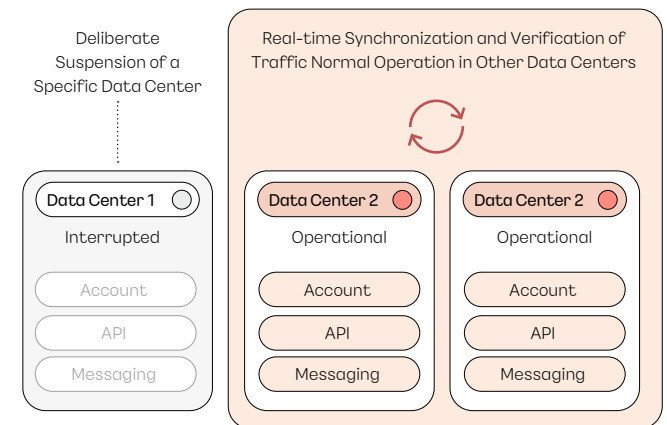 Deliberate
Suspension of a
Specific Data Center
Real-time Synchronization and Verification of
Traffic Normal Operation in Other Data Centers
Data Center 1
Interrupted
Account
API
Messaging
Data Center 2
Operational
Account
API
Messaging
Data Center 2
Operational
Account
API
Messaging